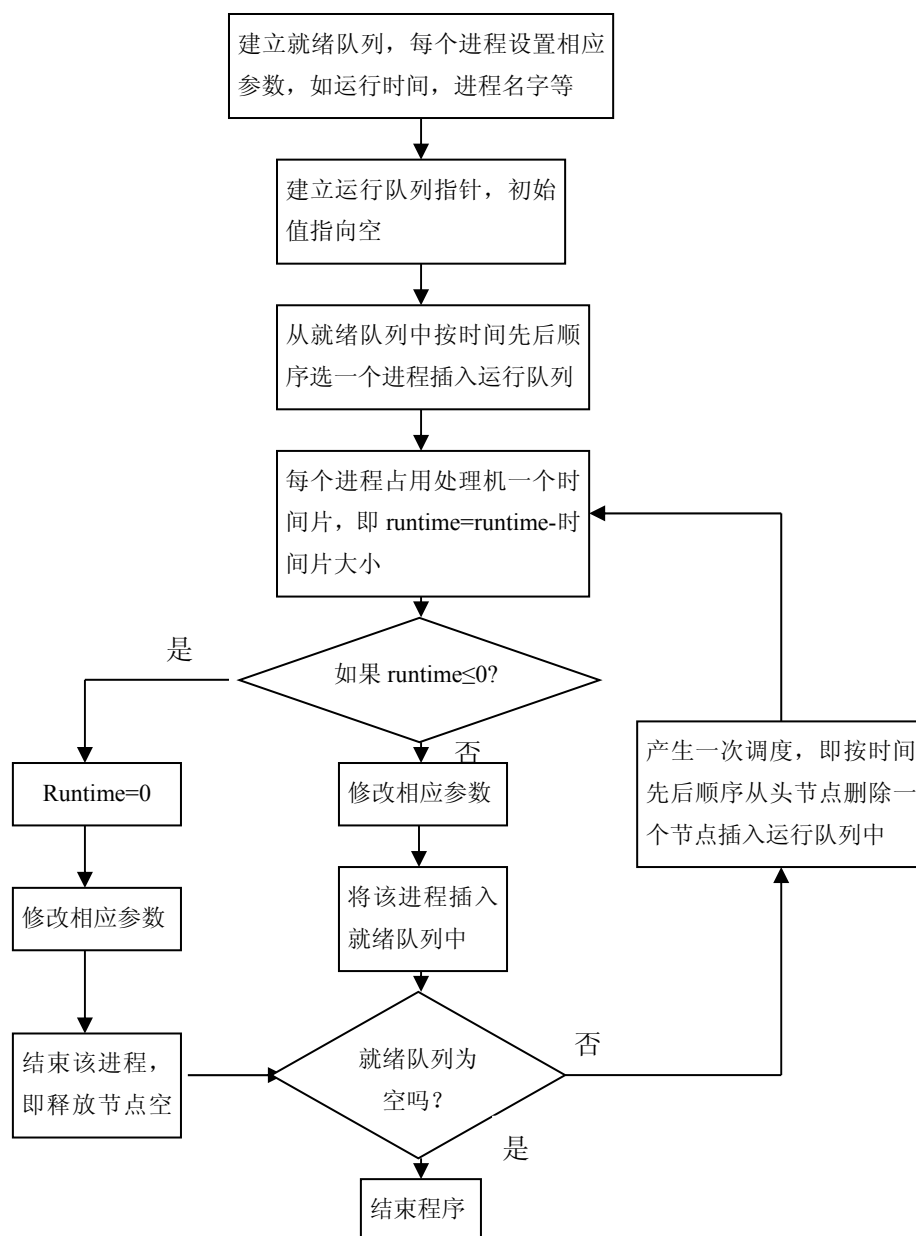 建立就绪队列，每个进程设置相应
参数，如运行时间，进程名字等
建立运行队列指针，初始
值指向空
从就绪队列中按时间先后顺
序选一个进程插入运行队列
每个进程占用处理机一个时
间片，即 runtime=runtime-时
间片大小
是
如果 runtime≤0?
否
Runtime=0
修改相应参数
产生一次调度，即按时间
先后顺序从头节点删除一
个节点插入运行队列中
修改相应参数
将该进程插入
就绪队列中
结束该进程，
即释放节点空
就绪队列为
空吗？
否
是
结束程序